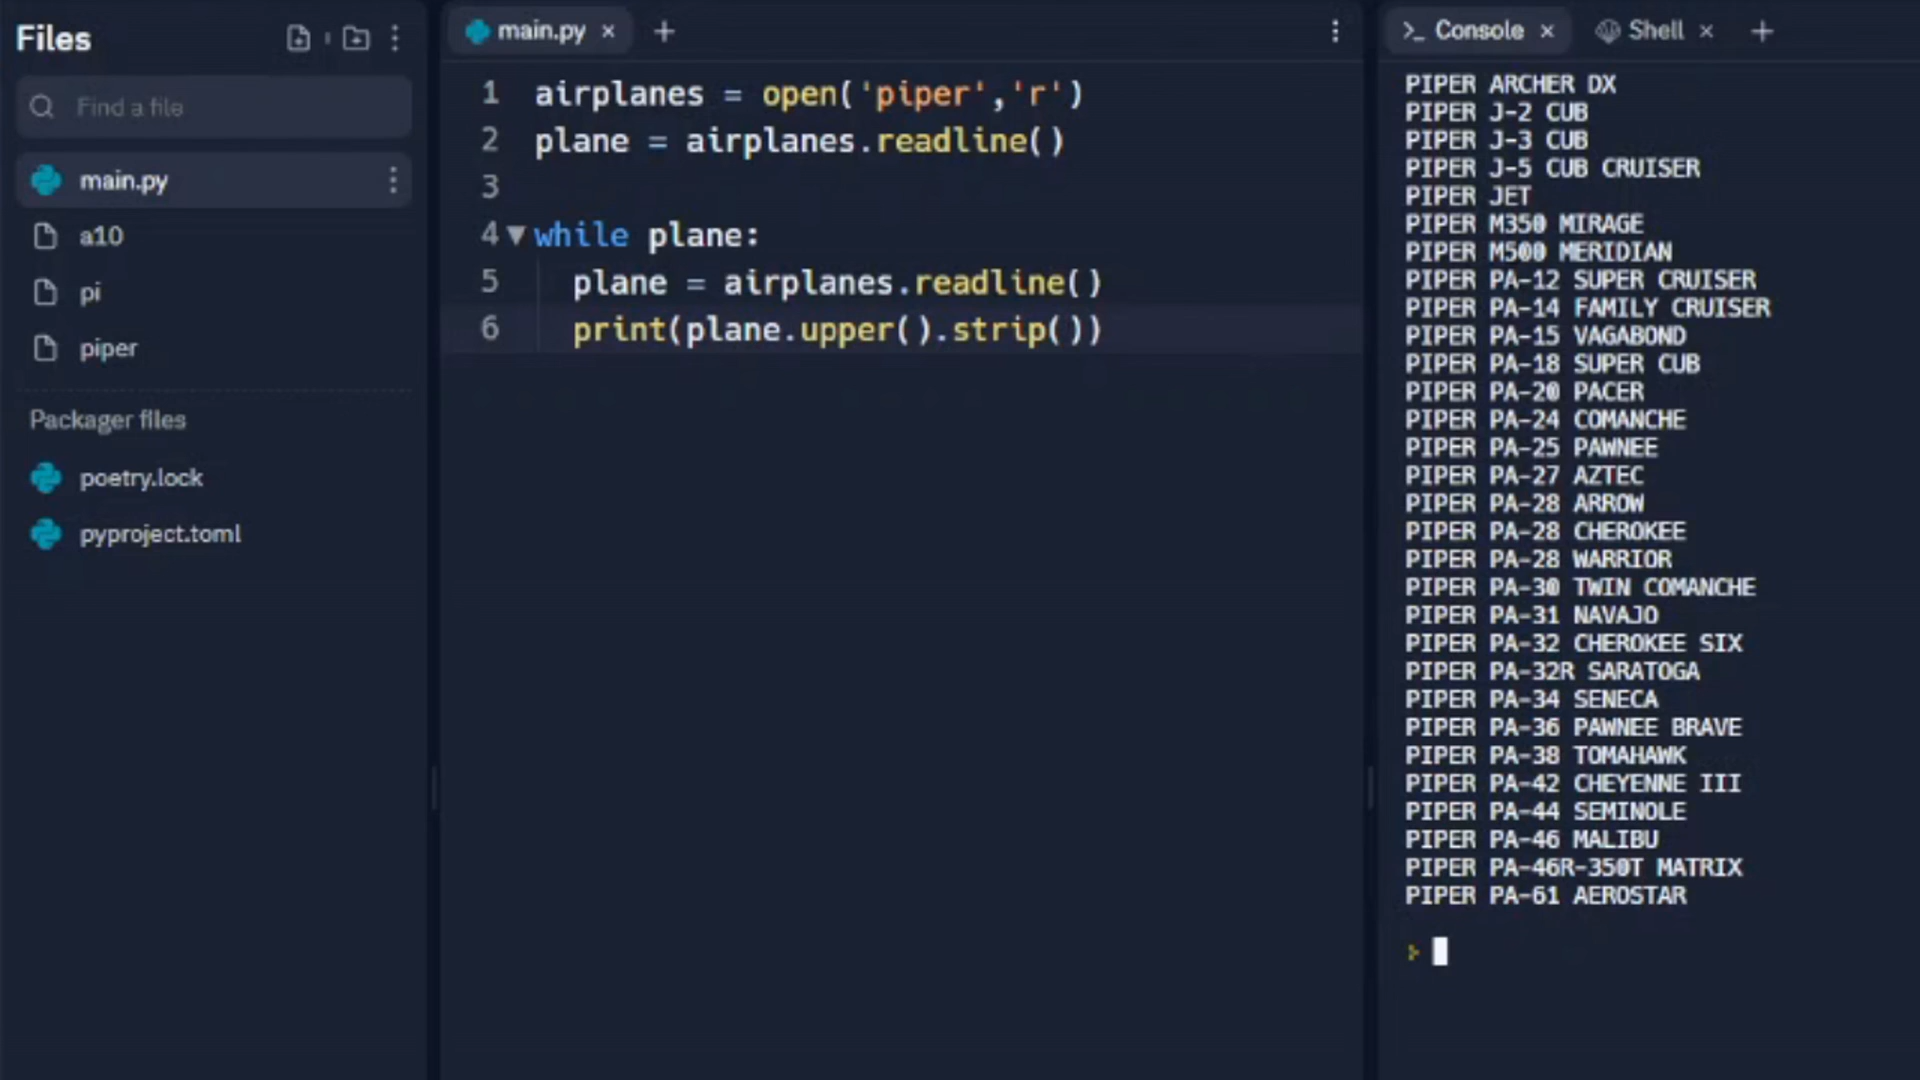 Files
Find a file
main.py
a10
pi
piper
Packager files
poetry.lock
pyproject.toml
main.py × +
1 airplanes = open('piper','r')
2 plane = airplanes.readline()
3
4 while plane:
5 plane = airplanes.readline()
6 print(plane.upper().strip())
>_ Console × Shell × +
PIPER ARCHER DX
PIPER J-2 CUB
PIPER J-3 CUB
PIPER J-5 CUB CRUISER
PIPER JET
PIPER M350 MIRAGE
PIPER M500 MERIDIAN
PIPER PA-12 SUPER CRUISER
PIPER PA-14 FAMILY CRUISER
PIPER PA-15 VAGABOND
PIPER PA-18 SUPER CUB
PIPER PA-20 PACER
PIPER PA-24 COMANCHE
PIPER PA-25 PAWNEE
PIPER PA-27 AZTEC
PIPER PA-28 ARROW
PIPER PA-28 CHEROKEE
PIPER PA-28 WARRIOR
PIPER PA-30 TWIN COMANCHE
PIPER PA-31 NAVAJO
PIPER PA-32 CHEROKEE SIX
PIPER PA-32R SARATOGA
PIPER PA-34 SENECA
PIPER PA-36 PAWNEE BRAVE
PIPER PA-38 TOMAHAWK
PIPER PA-42 CHEYENNE III
PIPER PA-44 SEMINOLE
PIPER PA-46 MALIBU
PIPER PA-46R-350T MATRIX
PIPER PA-61 AEROSTAR